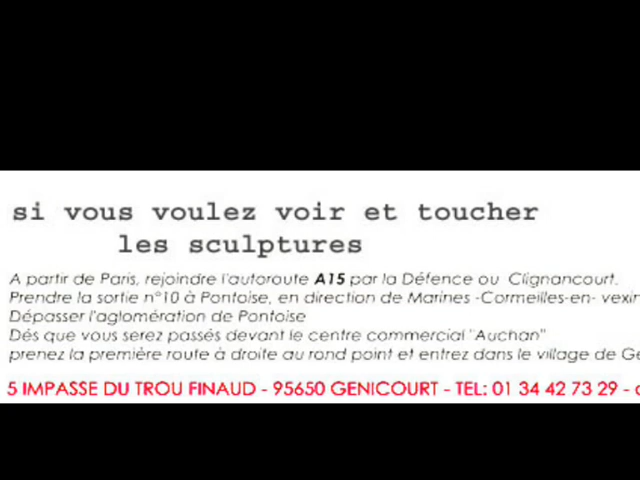 si vous voulez voir et toucher
les sculptures
A partir de Paris, rejoindre l'autoroute A15 par la Défence ou Clignancourt.
Prendre la sortie n°10 à Pontoise, en direction de Marines -Cormeilles-en- vexin
Dépasser l'aglomération de Pontoise
Dés que vous serez passés devant le centre commercial "Auchan"
prenez la première route à droite au rond point et entrez dans le village de
5 IMPASSE DU TROU FINAUD - 95650 GENICOURT - TEL: 01 34 42 73 29 -